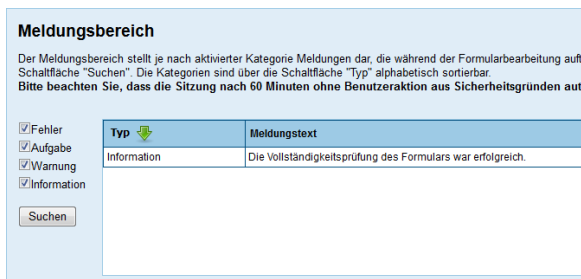 Meldungsbereich
Der Meldungsbereich stellt je nach aktivierter Kategorie Meldungen dar, die während der Formularbearbeitung
Schaltfläche "Suchen". Die Kategorien sind über die Schaltfläche "Typ" alphabetisch sortierbar.
Bitte beachten Sie, dass die Sitzung nach 60 Minuten ohne Benutzeraktion aus Sicherheitsgründen
Fehler
Aufgabe
Warnung
Information
Suchen
Typ Meldungstext
Information Die Vollständigkeitsprüfung des Formulars war erfolgreich.